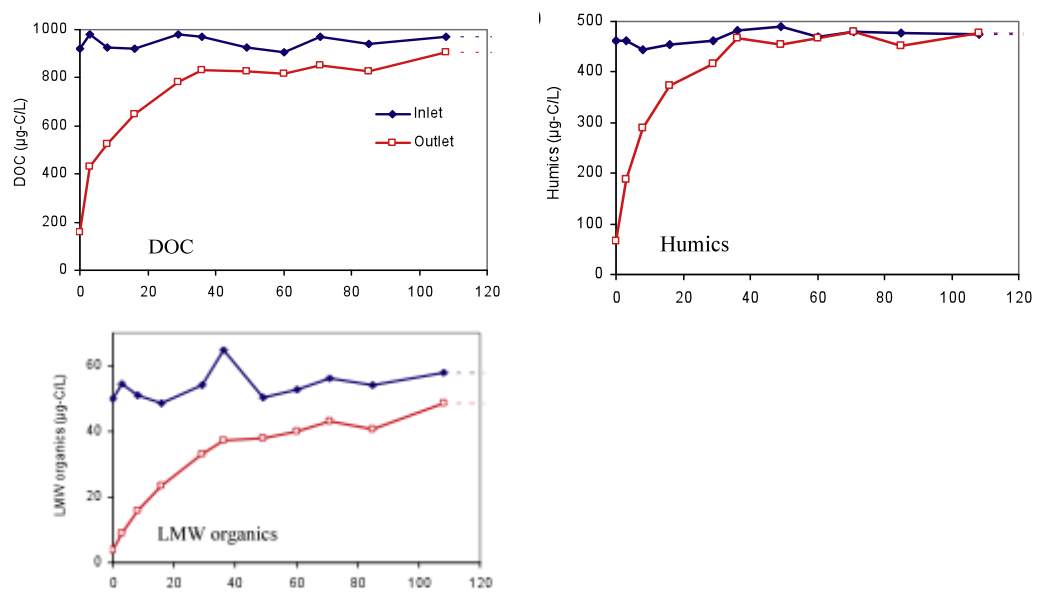 1000
800
600
400
200
0
DOC (µg-C/L)
Inlet
Outlet
DOC
0 20 40 60 80 100 120
)
500
400
300
200
100
0
Humics (µg-C/L)
Humics
0 20 40 60 80 100 120
60
40
20
0
LMW organics (µg-C/L)
LMW organics
0 20 40 60 80 100 120